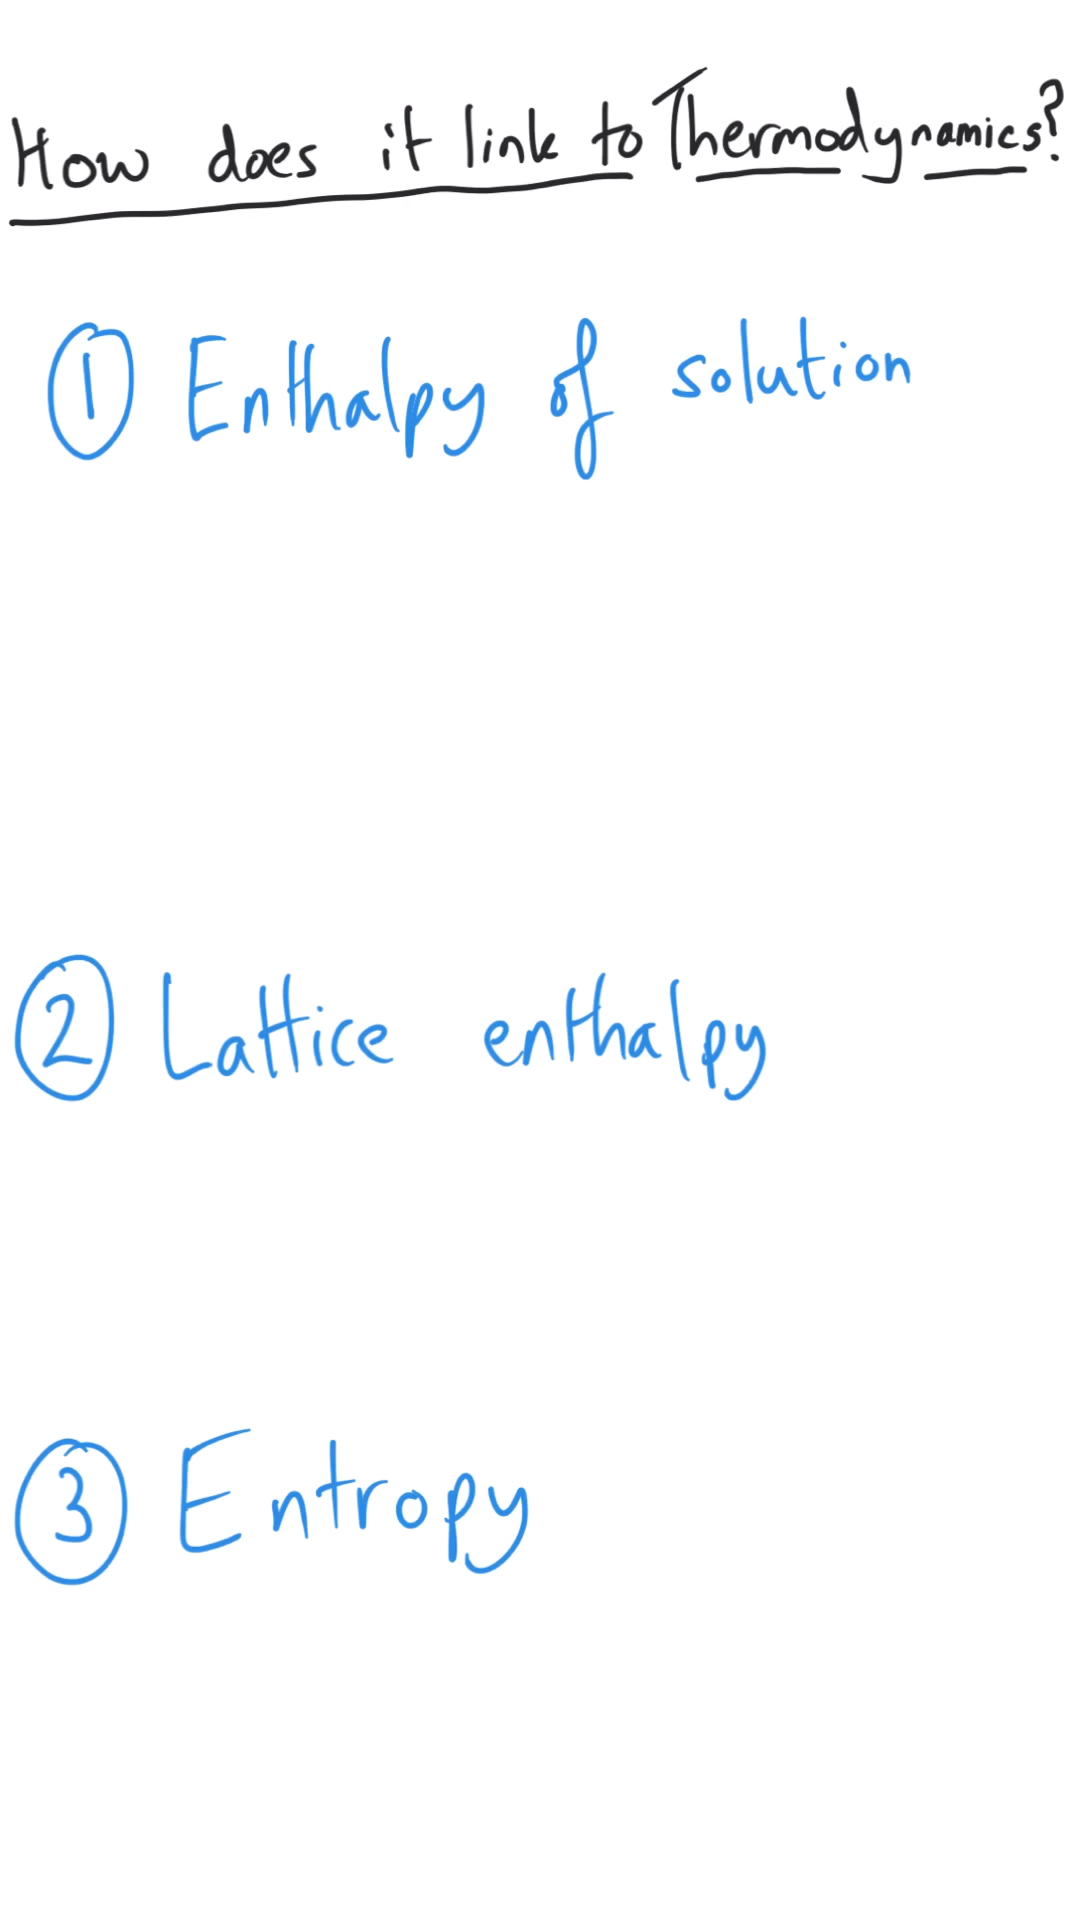 How does it link to Thermodynamics?
① Enthalpy of solution
② Lattice enthalpy
③ Entropy